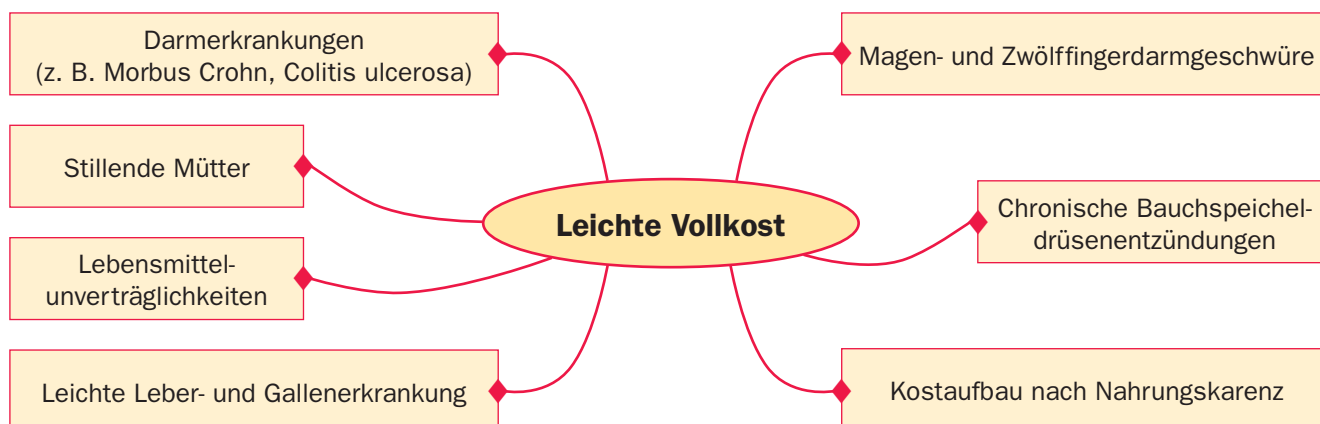 Darmerkrankungen
(z. B. Morbus Crohn, Colitis ulcerosa)
Magen- und Zwölffingerdarmgeschwüre
Stillende Mütter
Chronische Bauchspeichel-
drüsenentzündungen
Leichte Vollkost
Lebensmittel-
unverträglichkeiten
Leichte Leber- und Gallenerkrankung
Kostaufbau nach Nahrungskarenz